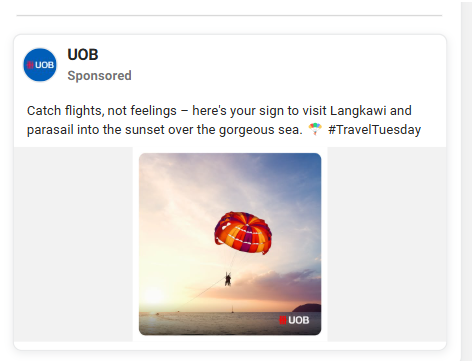 UOB
UOB
Sponsored
Catch flights, not feelings – here's your sign to visit Langkawi and
parasail into the sunset over the gorgeous sea. 🪂 #TravelTuesday
UOB